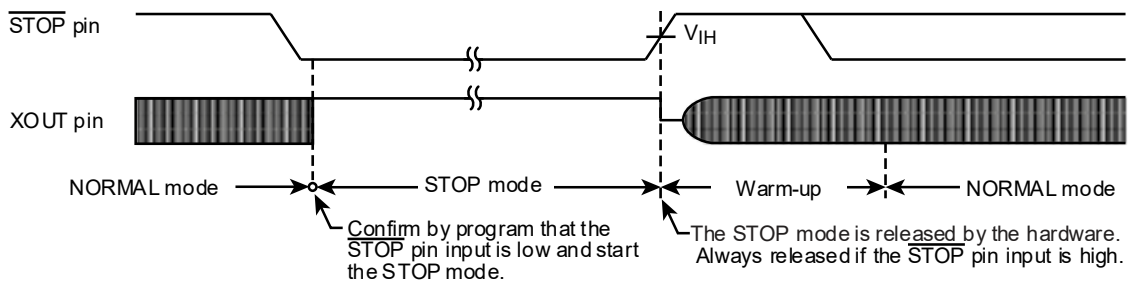 STOP pin
VIH
XOUT pin
NORMAL mode
STOP mode
Warm-up
NORMAL mode
Confirm by program that the
STOP pin input is low and start
the STOP mode.
The STOP mode is released by the hardware.
Always released if the STOP pin input is high.